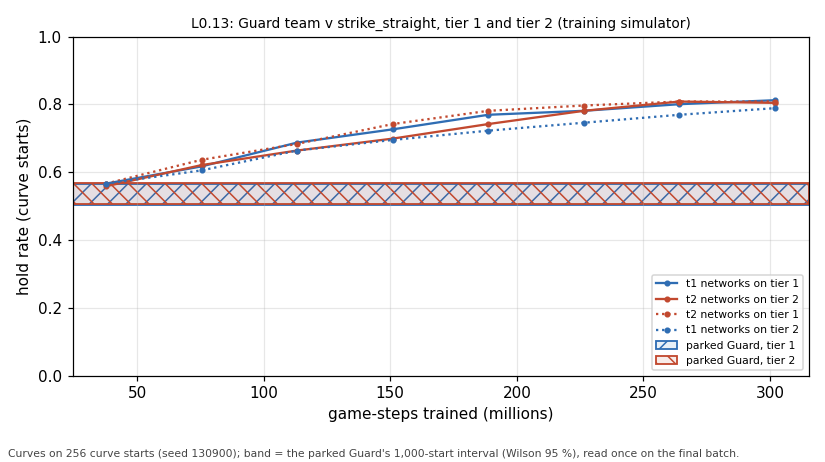 L0.13: Guard team v strike_straight, tier 1 and tier 2 (training simulator)
hold rate (curve starts)
1.0
0.8
0.6
0.4
0.2
0.0
50
100
150
200
250
300
game-steps trained (millions)
t1 networks on tier 1
t2 networks on tier 2
t2 networks on tier 1
t1 networks on tier 2
parked Guard, tier 1
parked Guard, tier 2
Curves on 256 curve starts (seed 130900); band = the parked Guard's 1,000-start interval (Wilson 95 %), read once on the final batch.